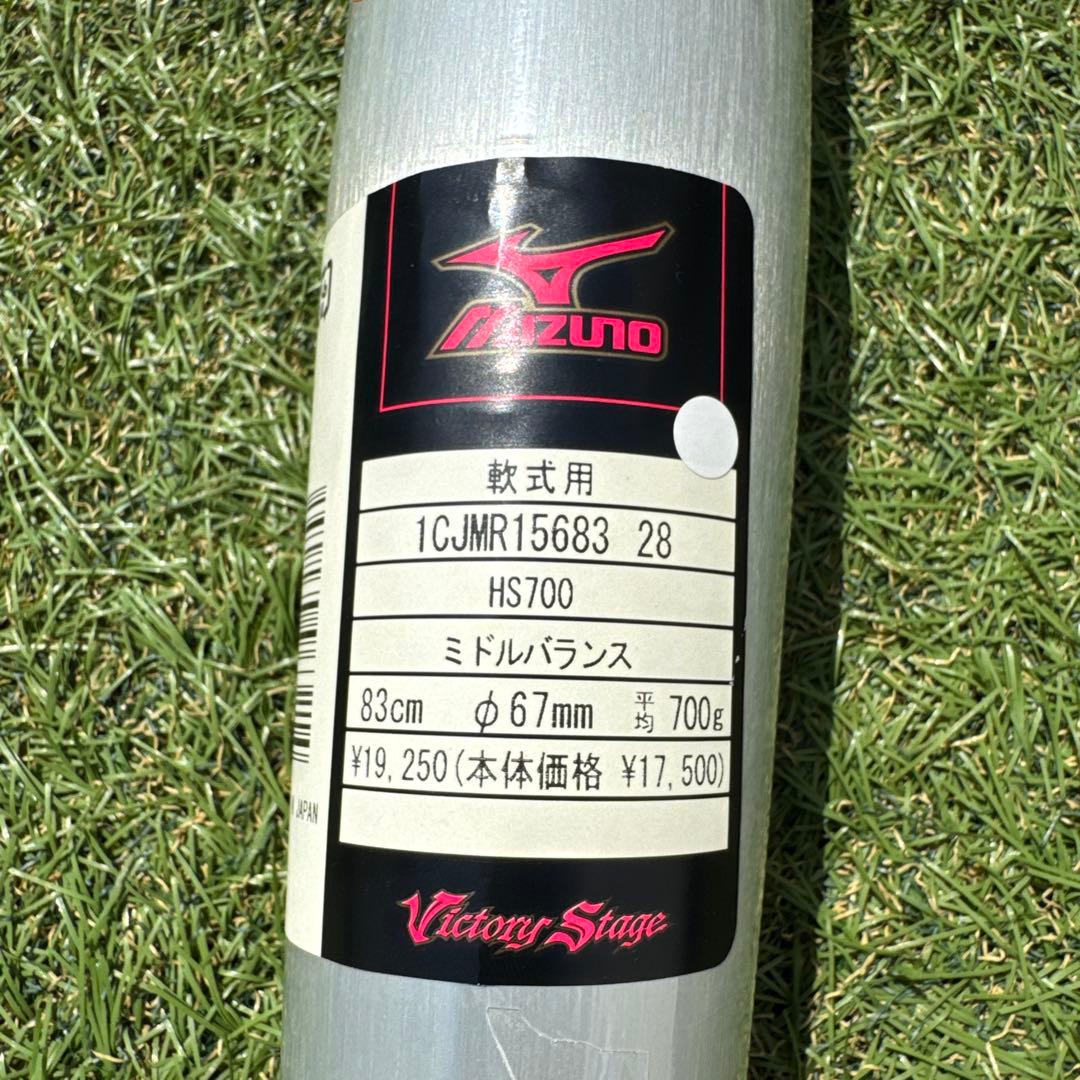 MIZUNO
軟式用
1CJMR15683 28
HS700
ミドルバランス
83cm φ67mm 平均 700g
¥19,250(本体価格 ¥17,500)
JAPAN
Victory Stage